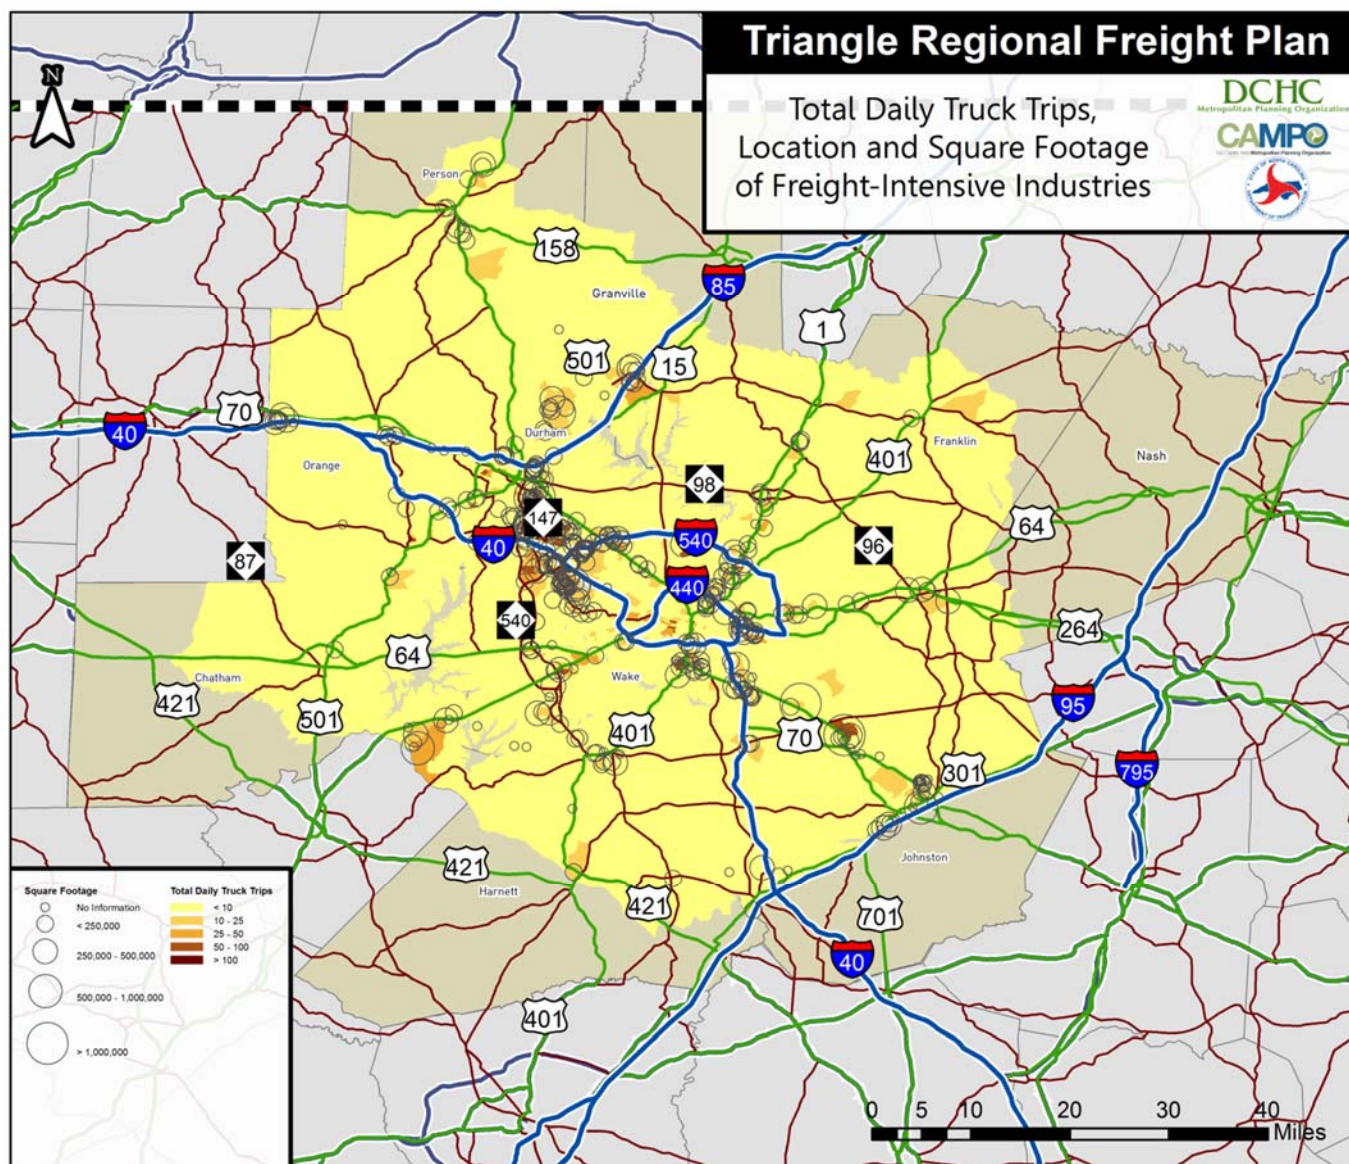 Triangle Regional Freight Plan
Total Daily Truck Trips,
Location and Square Footage
of Freight-Intensive Industries
DCHC
Metropolitan Planning Organization
CAMPO
N
Person
158
Granville
85
1
501
15
70
40
Durham
Orange
401
Franklin
Nash
98
147
64
40
540
96
87
440
540
264
64
Wake
Chatham
421
95
501
401
70
301
795
Johnston
421
Harnett
421
701
40
401
Square Footage
No Information
< 250,000
250,000 - 500,000
500,000 - 1,000,000
> 1,000,000
Total Daily Truck Trips
< 10
10 - 25
25 - 50
50 - 100
> 100
0 5 10 20 30 40
Miles